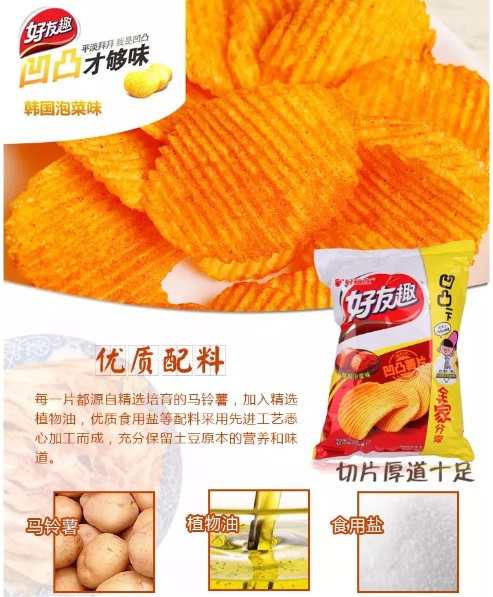 好友趣
平淡拜拜 我是凹凸
凹凸才够味
韩国泡菜味
好友趣
凹凸一下
凹凸薯片
全家分享
优质配料
每一片都源自精选培育的马铃薯，加入精选
植物油，优质食用盐等配料采用先进工艺恶
心加工而成，充分保留土豆原本的营养和味
道。
切片厚道十足
马铃薯
植物油
食用盐